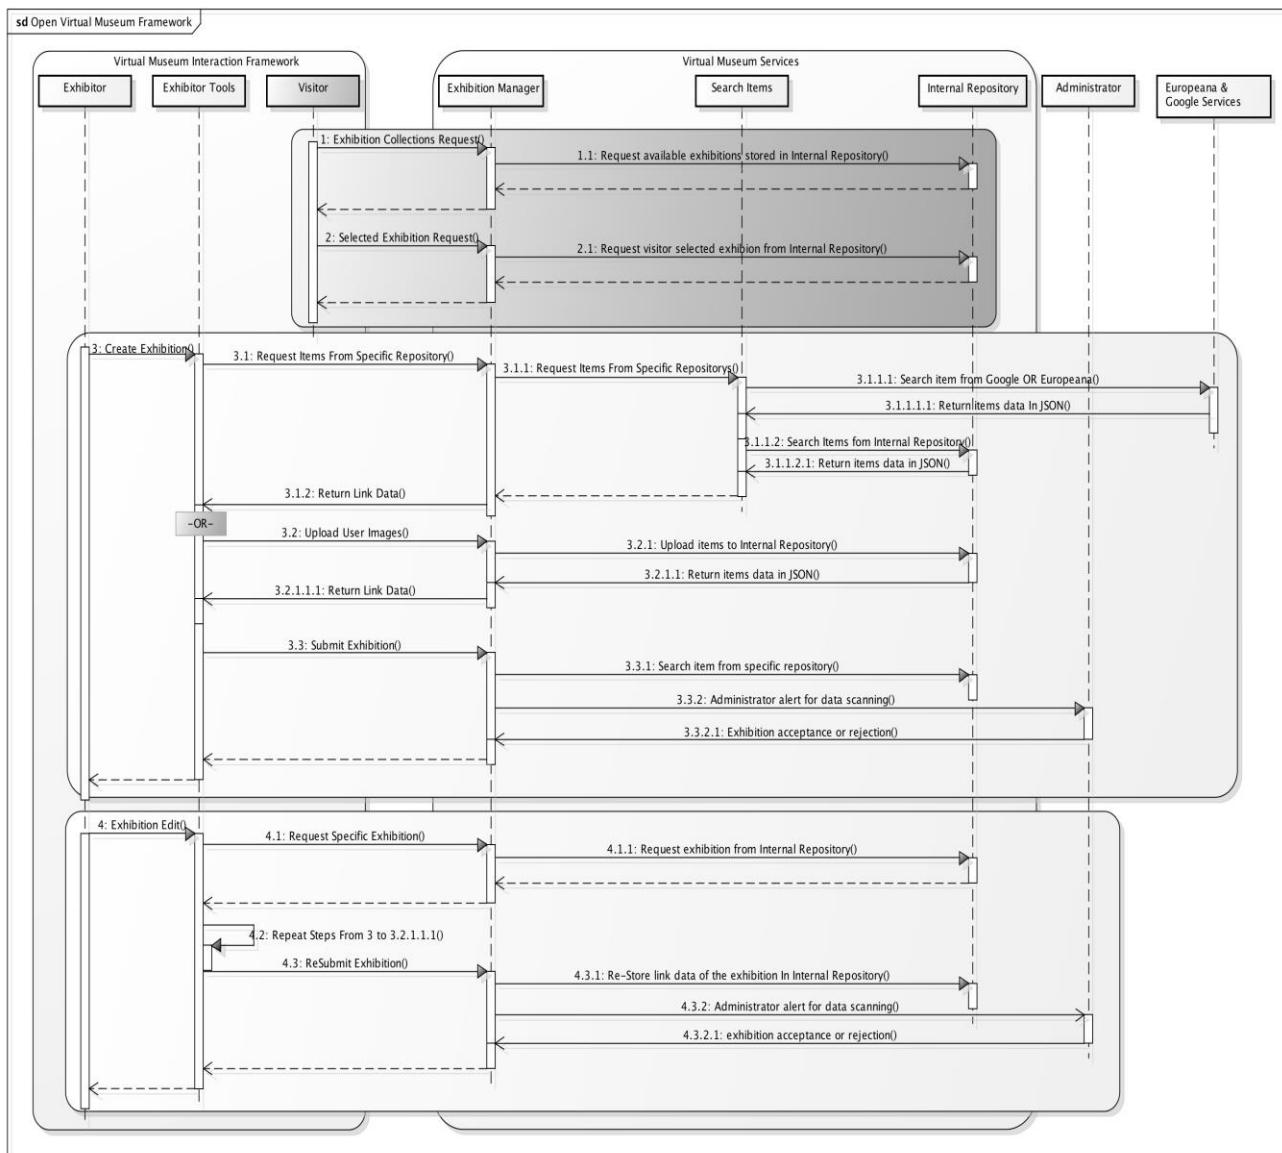 sd Open Virtual Museum Framework
Virtual Museum Interaction Framework
Virtual Museum Services
Exhibitor
Exhibitor Tools
Visitor
Exhibition Manager
Search Items
Internal Repository
Administrator
Europeana &
Google Services
1: Exhibition Collections Request()
1.1: Request available exhibitions stored in Internal Repository()
2: Selected Exhibition Request()
2.1: Request visitor selected exhibion from Internal Repository()
3: Create Exhibition()
3.1: Request Items From Specific Repository()
3.1.1: Request Items From Specific Repositorys()
3.1.1.1: Search item from Google OR Europeana()
3.1.1.1.1: Return items data In JSON()
3.1.1.2: Search Items fom Internal Repository()
3.1.1.2.1: Return items data in JSON()
3.1.2: Return Link Data()
-OR-
3.2: Upload User Images()
3.2.1: Upload items to Internal Repository()
3.2.1.1: Return items data in JSON()
3.2.1.1.1: Return Link Data()
3.3: Submit Exhibition()
3.3.1: Search item from specific repository()
3.3.2: Administrator alert for data scanning()
3.3.2.1: Exhibition acceptance or rejection()
4: Exhibition Edit()
4.1: Request Specific Exhibition()
4.1.1: Request exhibition from Internal Repository()
4.2: Repeat Steps From 3 to 3.2.1.1.1()
4.3: ReSubmit Exhibition()
4.3.1: Re-Store link data of the exhibition In Internal Repository()
4.3.2: Administrator alert for data scanning()
4.3.2.1: exhibition acceptance or rejection()